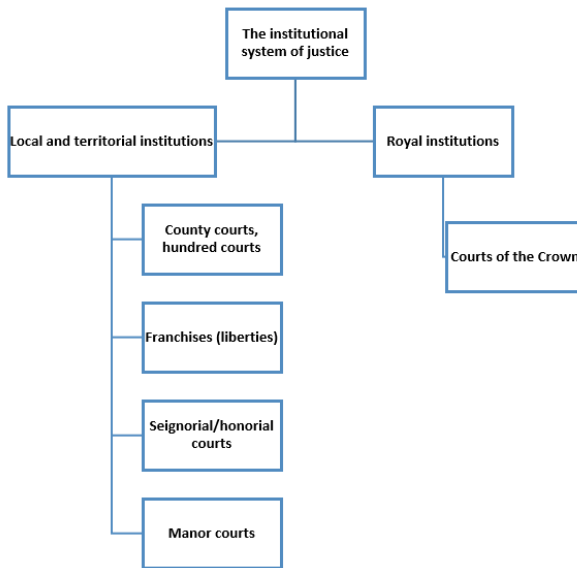 The institutional
system of justice
Local and territorial institutions
Royal institutions
County courts,
hundred courts
Courts of the Crown
Franchises (liberties)
Seignorial/honorial
courts
Manor courts